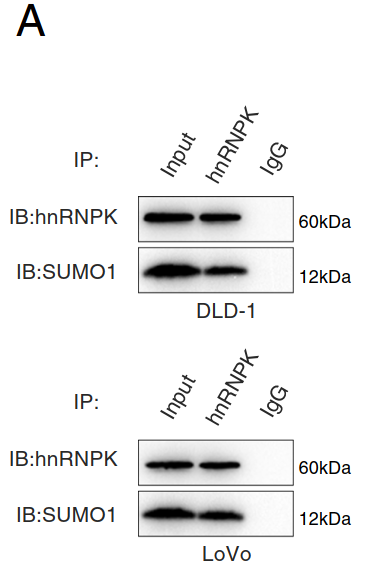 A
IP: Input hnRNPK IgG
IB:hnRNPK 60kDa
IB:SUMO1 12kDa
DLD-1
IP: Input hnRNPK IgG
IB:hnRNPK 60kDa
IB:SUMO1 12kDa
LoVo